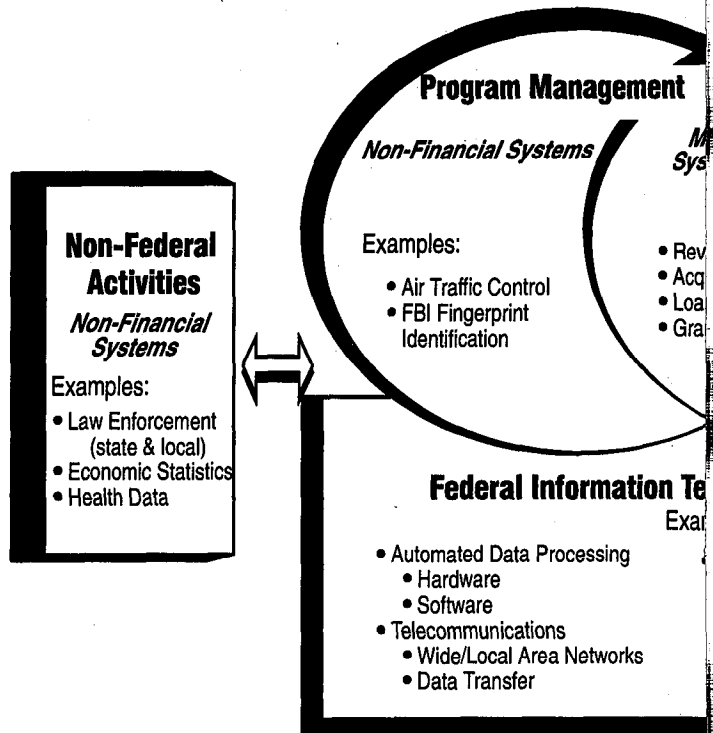 Program Management
Non-Financial Systems
Examples:
• Air Traffic Control
• FBI Fingerprint
Identification
Non-Federal
Activities
Non-Financial
Systems
Examples:
• Law Enforcement
(state & local)
• Economic Statistics
• Health Data
Federal Information
• Automated Data Processing
• Hardware
• Software
• Telecommunications
• Wide/Local Area Networks
• Data Transfer